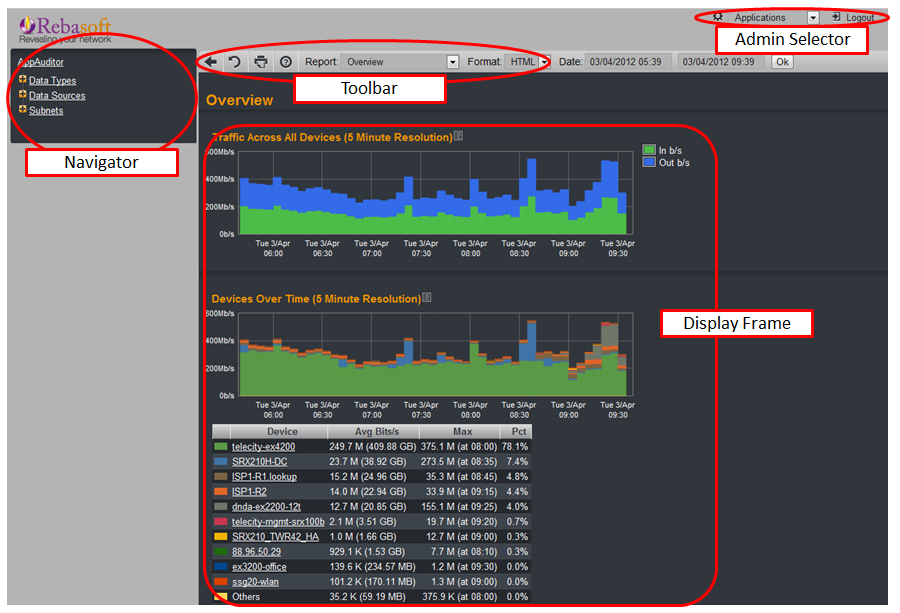 Rebasoft
Revealing your network
Applications
Logout
Admin Selector
AppAuditor
Data Types
Data Sources
Subnets
Navigator
Report: Overview Format: HTML Date: 03/04/2012 05:39 03/04/2012 09:39 Ok
Toolbar
Overview
Traffic Across All Devices (5 Minute Resolution)
600Mb/s
400Mb/s
200Mb/s
0b/s
In b/s
Out b/s
Tue 3/Apr Tue 3/Apr Tue 3/Apr Tue 3/Apr Tue 3/Apr Tue 3/Apr Tue 3/Apr Tue 3/Apr
06:00 06:30 07:00 07:30 08:00 08:30 09:00 09:30
Devices Over Time (5 Minute Resolution)
600Mb/s
400Mb/s
200Mb/s
0b/s
Display Frame
Tue 3/Apr Tue 3/Apr Tue 3/Apr Tue 3/Apr Tue 3/Apr Tue 3/Apr Tue 3/Apr Tue 3/Apr
06:00 06:30 07:00 07:30 08:00 08:30 09:00 09:30
Device Avg Bits/s Max Pct
telecity-ex4200 249.7 M (409.88 GB) 375.1 M (at 08:00) 78.1%
SRX210H-DC 23.7 M (38.92 GB) 273.5 M (at 08:35) 7.4%
ISP1-R1.lookup 15.2 M (24.96 GB) 35.3 M (at 08:45) 4.8%
ISP1-R2 14.0 M (22.94 GB) 33.9 M (at 09:15) 4.4%
dnda-ex2200-12t 12.7 M (20.85 GB) 155.1 M (at 09:25) 4.0%
telecity-mgmt-srx100b 2.1 M (3.51 GB) 19.7 M (at 09:20) 0.7%
SRX210_TWR42_HA 1.0 M (1.66 GB) 12.7 M (at 09:00) 0.3%
88.96.50.29 929.1 K (1.53 GB) 7.7 M (at 08:10) 0.3%
ex3200-office 139.6 K (234.57 MB) 1.2 M (at 09:30) 0.0%
ssg20-wlan 101.2 K (170.11 MB) 1.3 M (at 09:00) 0.0%
Others 35.2 K (59.19 MB) 375.9 K (at 08:00) 0.0%